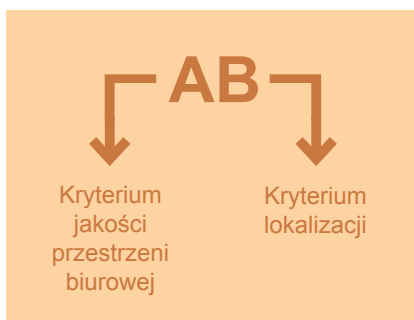 AB
Kryterium
jakości
przestrzeni
biurowej
Kryterium
lokalizacji